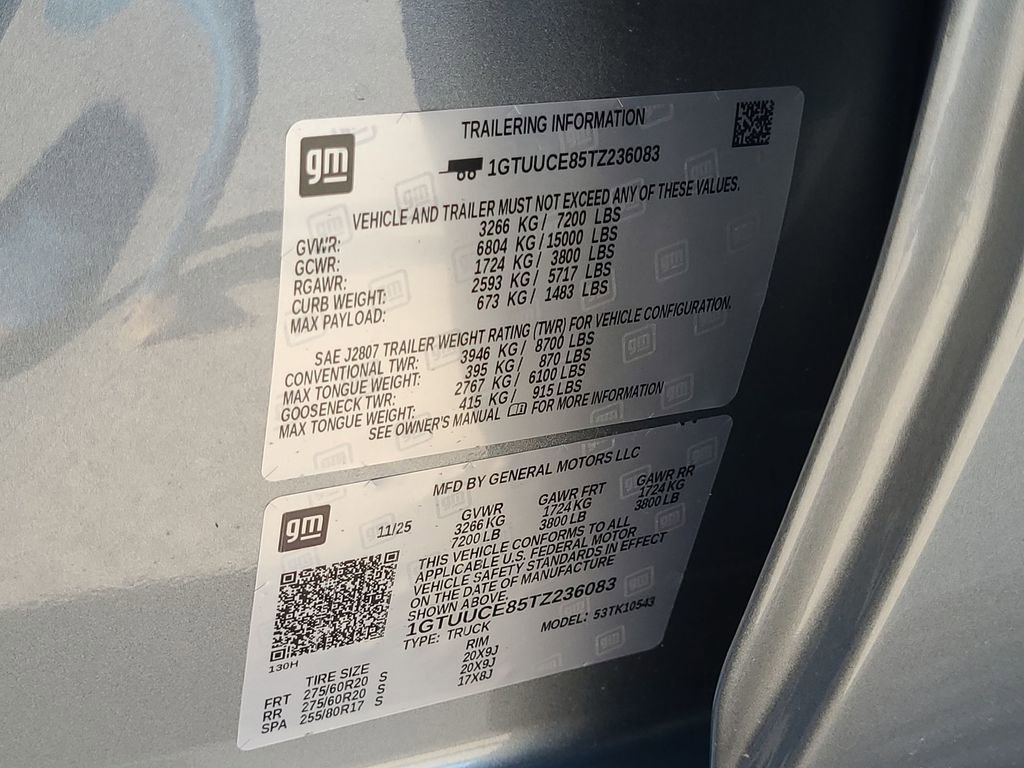 gm
TRAILERING INFORMATION
1GTUUCE85TZ236083
VEHICLE AND TRAILER MUST NOT EXCEED ANY OF THESE VALUES.
GVWR: 3266 KG / 7200 LBS
GCWR: 6804 KG / 15000 LBS
RGAWR: 1724 KG / 3800 LBS
CURB WEIGHT: 2593 KG / 5717 LBS
MAX PAYLOAD: 673 KG / 1483 LBS
SAE J2807 TRAILER WEIGHT RATING (TWR) FOR VEHICLE CONFIGURATION.
CONVENTIONAL TWR: 3946 KG / 8700 LBS
MAX TONGUE WEIGHT: 395 KG / 870 LBS
GOOSENECK TWR: 2767 KG / 6100 LBS
MAX TONGUE WEIGHT: 415 KG / 915 LBS
SEE OWNER'S MANUAL FOR MORE INFORMATION
gm
MFD BY GENERAL MOTORS LLC
11/25 GVWR GAWR FRT GAWR RR
3266 KG 1724 KG 1724 KG
7200 LB 3800 LB 3800 LB
THIS VEHICLE CONFORMS TO ALL
APPLICABLE U.S. FEDERAL MOTOR
VEHICLE SAFETY STANDARDS IN EFFECT
ON THE DATE OF MANUFACTURE
SHOWN ABOVE.
1GTUUCE85TZ236083
TYPE: TRUCK MODEL: 53TK10543
130H
TIRE SIZE RIM
FRT 275/60R20 S 20X9J
RR 275/60R20 S 20X9J
SPA 255/80R17 S 17X8J